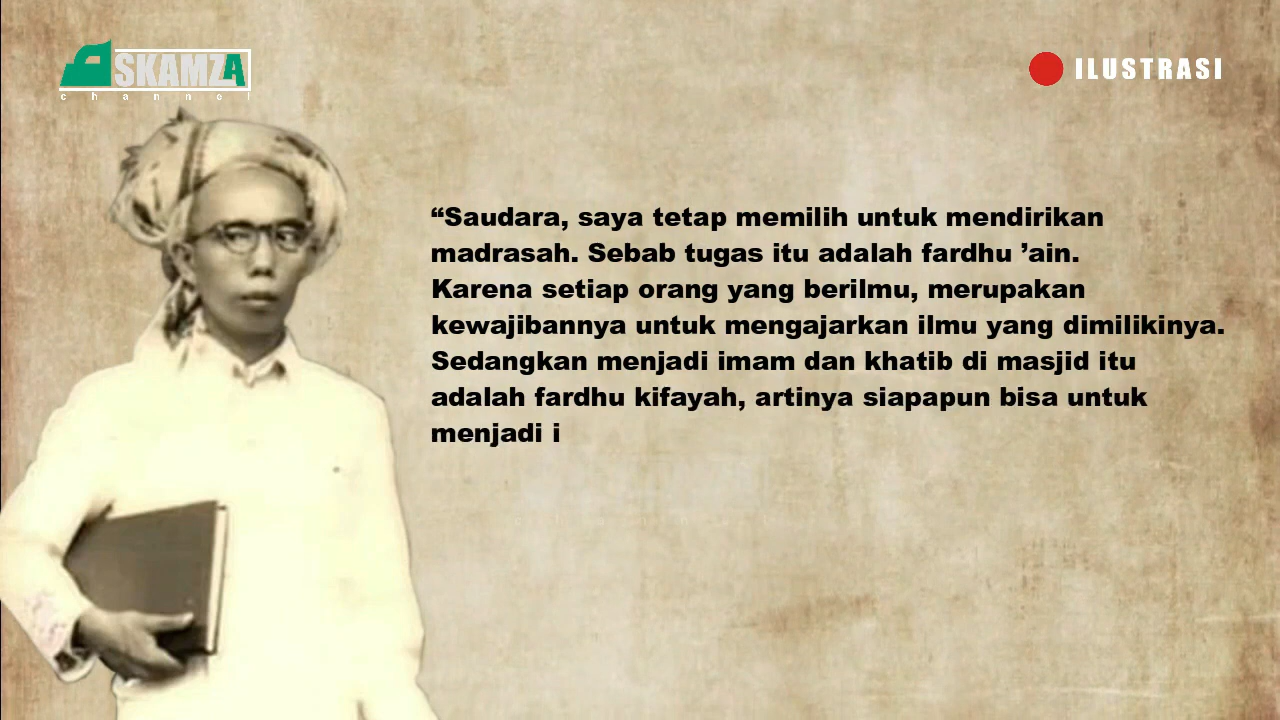 SKAMZA
channel
ILUSTRASI
“Saudara, saya tetap memilih untuk mendirikan
madrasah. Sebab tugas itu adalah fardhu ’ain.
Karena setiap orang yang berilmu, merupakan
kewajibannya untuk mengajarkan ilmu yang dimilikinya.
Sedangkan menjadi imam dan khatib di masjid itu
adalah fardhu kifayah, artinya siapapun bisa untuk
menjadi i